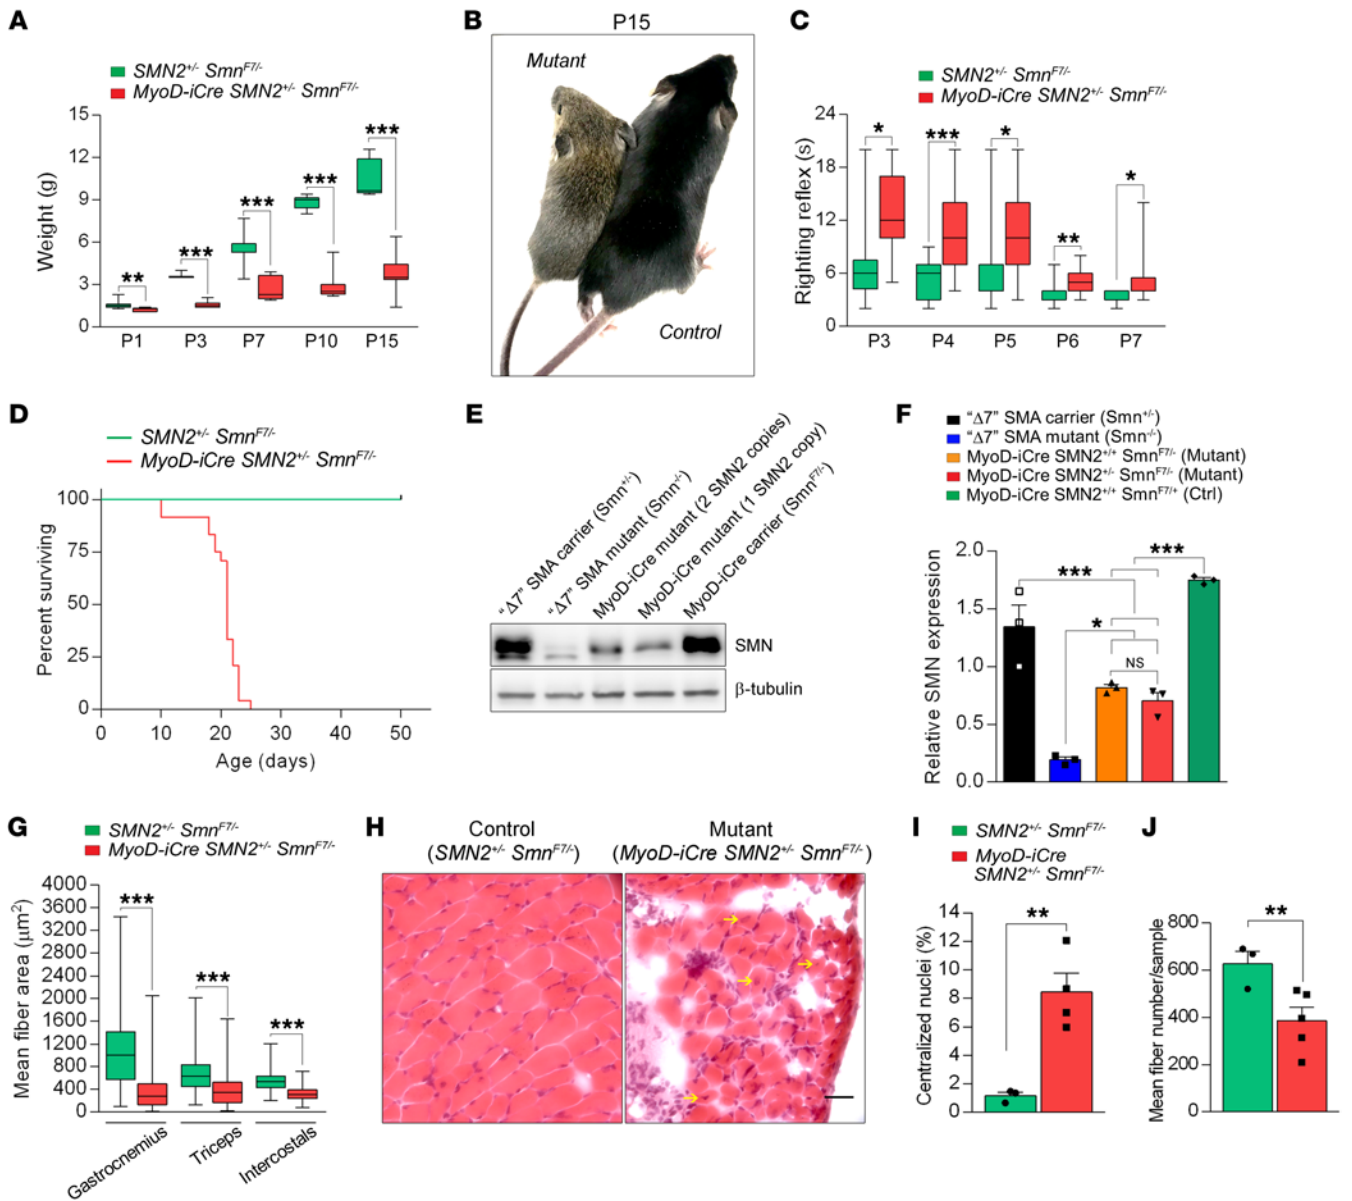 A
SMN2+/- SmnF7/-
MyoD-iCre SMN2+/- SmnF7/-
Weight (g)
15
12
9
6
3
0
**
***
***
***
***
P1 P3 P7 P10 P15
B
P15
Mutant
Control
C
SMN2+/- SmnF7/-
MyoD-iCre SMN2+/- SmnF7/-
Righting reflex (s)
24
18
12
6
0
*
***
*
**
*
P3 P4 P5 P6 P7
D
SMN2+/- SmnF7/-
MyoD-iCre SMN2+/- SmnF7/-
Percent surviving
100
75
50
25
0
0 10 20 30 40 50
Age (days)
E
“Δ7” SMA carrier (Smn+/-)
“Δ7” SMA mutant (Smn-/-)
MyoD-iCre mutant (2 SMN2 copies)
MyoD-iCre mutant (1 SMN2 copy)
MyoD-iCre carrier (SmnF7/-)
SMN
β-tubulin
F
“Δ7” SMA carrier (Smn+/-)
“Δ7” SMA mutant (Smn-/-)
MyoD-iCre SMN2+/+ SmnF7/- (Mutant)
MyoD-iCre SMN2+/- SmnF7/- (Mutant)
MyoD-iCre SMN2+/+ SmnF7/+ (Ctrl)
Relative SMN expression
2.0
1.5
1.0
0.5
0.0
***
***
*
NS
G
SMN2+/- SmnF7/-
MyoD-iCre SMN2+/- SmnF7/-
Mean fiber area (μm2)
4000
3600
3200
2800
2400
2000
1600
1200
800
400
0
***
***
***
Gastrocnemius
Triceps
Intercostals
H
Control
(SMN2+/- SmnF7/-)
Mutant
(MyoD-iCre SMN2+/- SmnF7/-)
I
SMN2+/- SmnF7/-
MyoD-iCre
SMN2+/- SmnF7/-
Centralized nuclei (%)
14
12
10
8
6
4
2
0
**
J
Mean fiber number/sample
800
600
400
200
0
**